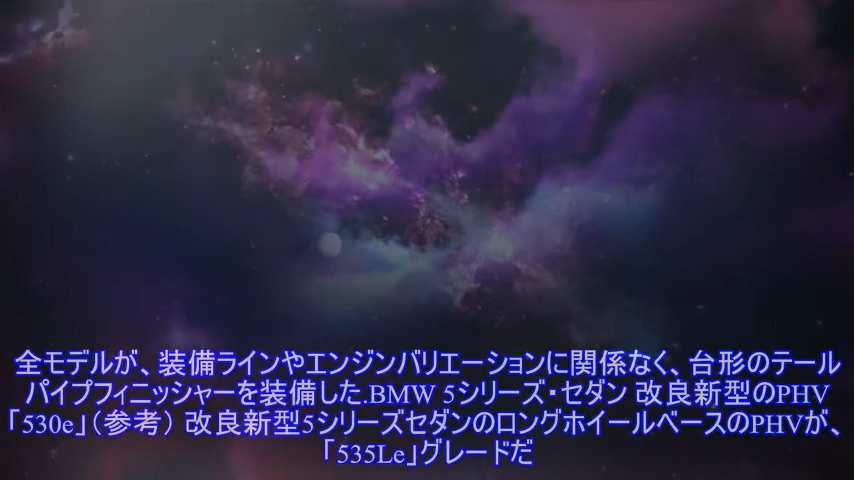 全モデルが、装備ラインやエンジンバリエーションに関係なく、台形のテール
パイプフィニッシャーを装備した.BMW 5シリーズ・セダン 改良新型のPHV
「530e」（参考） 改良新型5シリーズセダンのロングホイールベースのPHVが、
「535Le」グレードだ